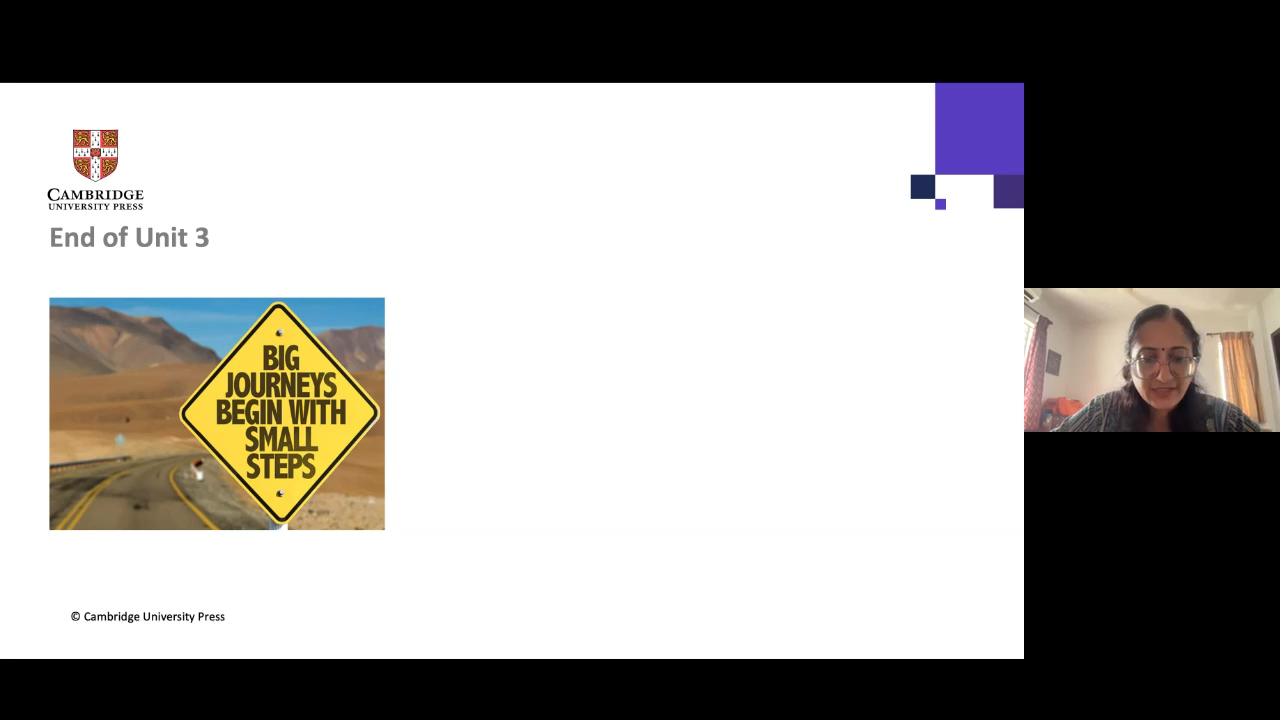 CAMBRIDGE
UNIVERSITY PRESS
End of Unit 3
BIG
JOURNEYS
BEGIN WITH
SMALL
STEPS
© Cambridge University Press